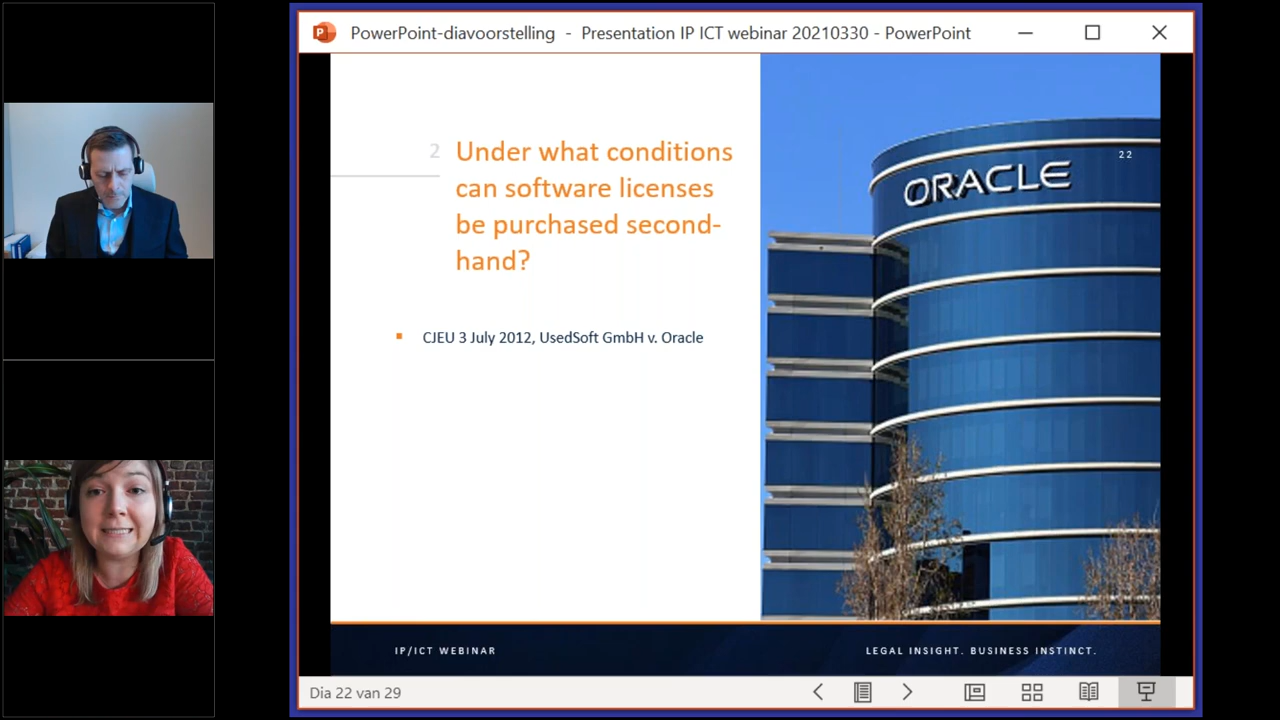 PowerPoint-diavoorstelling - Presentation IP ICT webinar 20210330 - PowerPoint
2
Under what conditions
can software licenses
be purchased second-
hand?
CJEU 3 July 2012, UsedSoft GmbH v. Oracle
22
ORACLE
IP/ICT WEBINAR
LEGAL INSIGHT. BUSINESS INSTINCT.
Dia 22 van 29